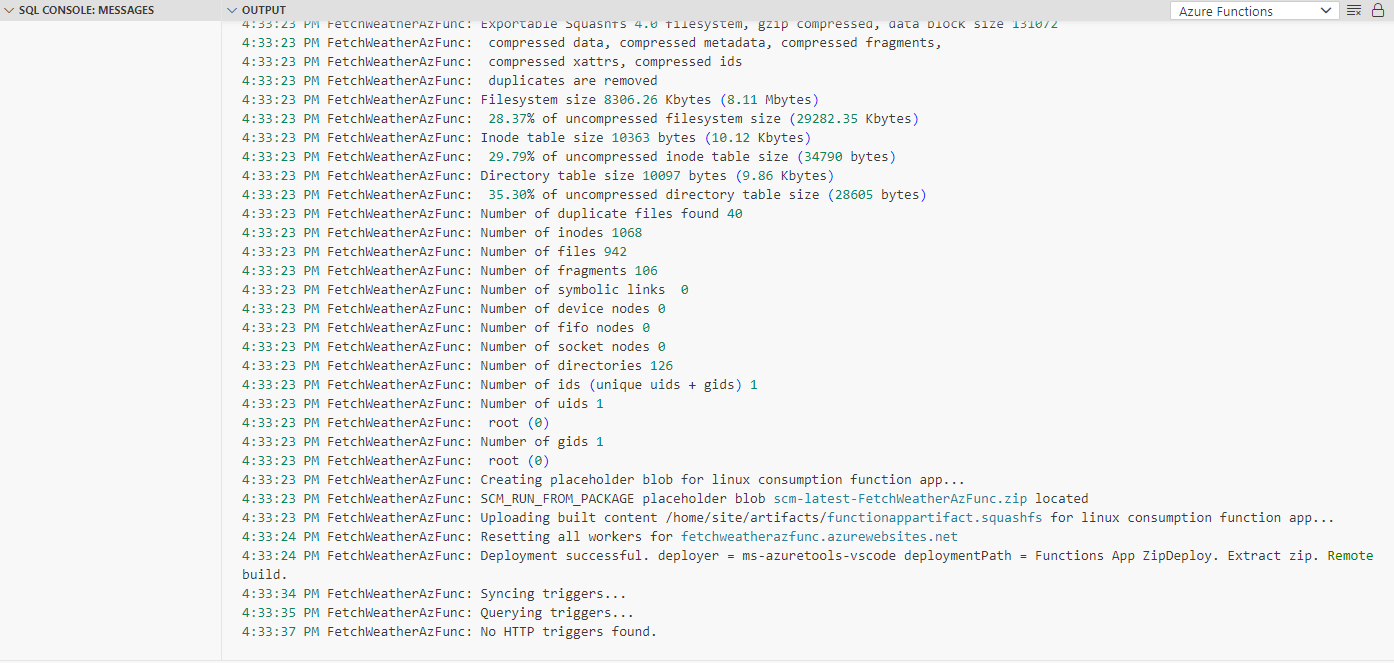 SQL CONSOLE: MESSAGES
OUTPUT
Azure Functions
4:33:23 PM FetchWeatherAzFunc: Exportable Squashfs 4.0 filesystem, gzip compressed, data block size 131072
4:33:23 PM FetchWeatherAzFunc:  compressed data, compressed metadata, compressed fragments,
4:33:23 PM FetchWeatherAzFunc:  compressed xattrs, compressed ids
4:33:23 PM FetchWeatherAzFunc:  duplicates are removed
4:33:23 PM FetchWeatherAzFunc: Filesystem size 8306.26 Kbytes (8.11 Mbytes)
4:33:23 PM FetchWeatherAzFunc:  28.37% of uncompressed filesystem size (29282.35 Kbytes)
4:33:23 PM FetchWeatherAzFunc: Inode table size 10363 bytes (10.12 Kbytes)
4:33:23 PM FetchWeatherAzFunc:  29.79% of uncompressed inode table size (34790 bytes)
4:33:23 PM FetchWeatherAzFunc: Directory table size 10097 bytes (9.86 Kbytes)
4:33:23 PM FetchWeatherAzFunc:  35.30% of uncompressed directory table size (28605 bytes)
4:33:23 PM FetchWeatherAzFunc: Number of duplicate files found 40
4:33:23 PM FetchWeatherAzFunc: Number of inodes 1068
4:33:23 PM FetchWeatherAzFunc: Number of files 942
4:33:23 PM FetchWeatherAzFunc: Number of fragments 106
4:33:23 PM FetchWeatherAzFunc: Number of symbolic links  0
4:33:23 PM FetchWeatherAzFunc: Number of device nodes 0
4:33:23 PM FetchWeatherAzFunc: Number of fifo nodes 0
4:33:23 PM FetchWeatherAzFunc: Number of socket nodes 0
4:33:23 PM FetchWeatherAzFunc: Number of directories 126
4:33:23 PM FetchWeatherAzFunc: Number of ids (unique uids + gids) 1
4:33:23 PM FetchWeatherAzFunc: Number of uids 1
4:33:23 PM FetchWeatherAzFunc:  root (0)
4:33:23 PM FetchWeatherAzFunc: Number of gids 1
4:33:23 PM FetchWeatherAzFunc:  root (0)
4:33:23 PM FetchWeatherAzFunc: Creating placeholder blob for linux consumption function app...
4:33:23 PM FetchWeatherAzFunc: SCM_RUN_FROM_PACKAGE placeholder blob scm-latest-FetchWeatherAzFunc.zip located
4:33:23 PM FetchWeatherAzFunc: Uploading built content /home/site/artifacts/functionappartifact.squashfs for linux consumption function app...
4:33:24 PM FetchWeatherAzFunc: Resetting all workers for fetchweatherazfunc.azurewebsites.net
4:33:24 PM FetchWeatherAzFunc: Deployment successful. deployer = ms-azuretools-vscode deploymentPath = Functions App ZipDeploy. Extract zip. Remote
build.
4:33:34 PM FetchWeatherAzFunc: Syncing triggers...
4:33:35 PM FetchWeatherAzFunc: Querying triggers...
4:33:37 PM FetchWeatherAzFunc: No HTTP triggers found.